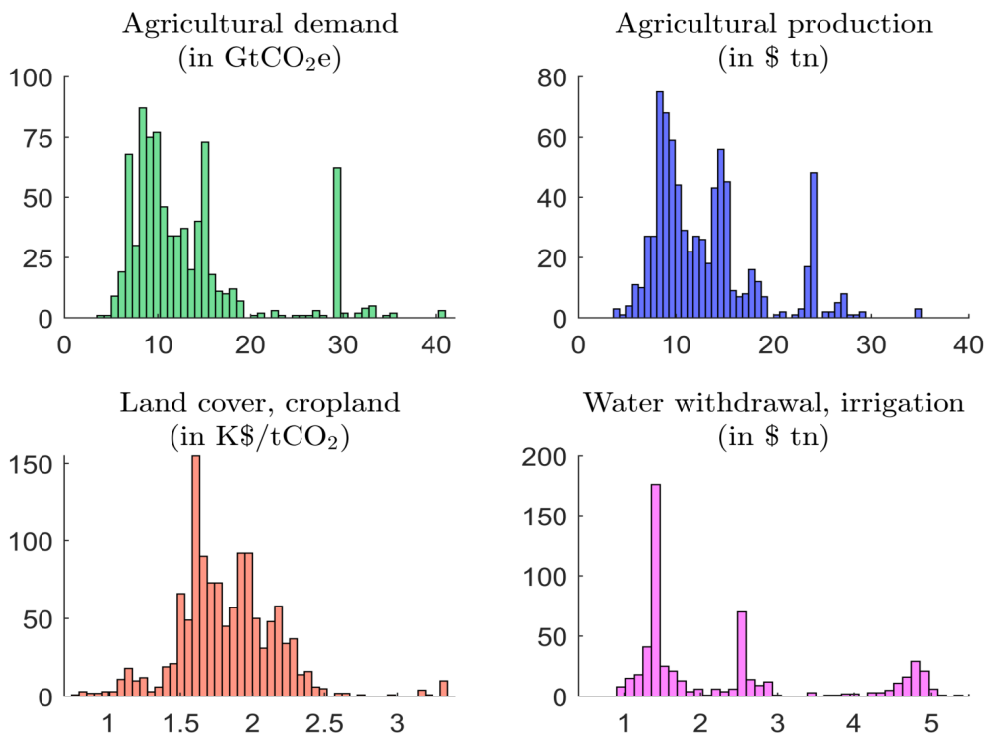 Agricultural demand
(in GtCO₂e)
100
75
50
25
0
0 10 20 30 40
Agricultural production
(in $ tn)
80
60
40
20
0
0 10 20 30 40
Land cover, cropland
(in K$/tCO₂)
150
100
50
0
1 1.5 2 2.5 3
Water withdrawal, irrigation
(in $ tn)
200
150
100
50
0
1 2 3 4 5